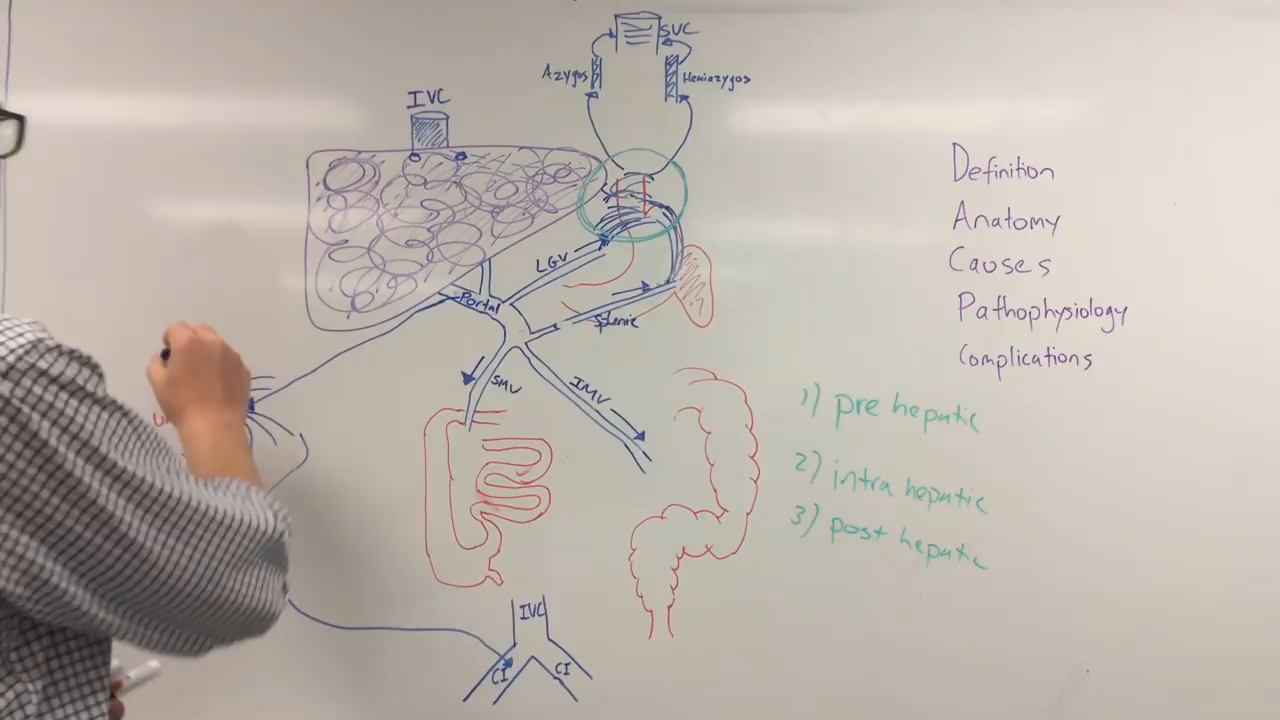 SVC
Azygos
Hemiazygos
IVC
LGV
Portal
Splenic
SMV
IMV
IVC
CI
CI
Definition
Anatomy
Causes
Pathophysiology
Complications
1) pre hepatic
2) intra hepatic
3) post hepatic